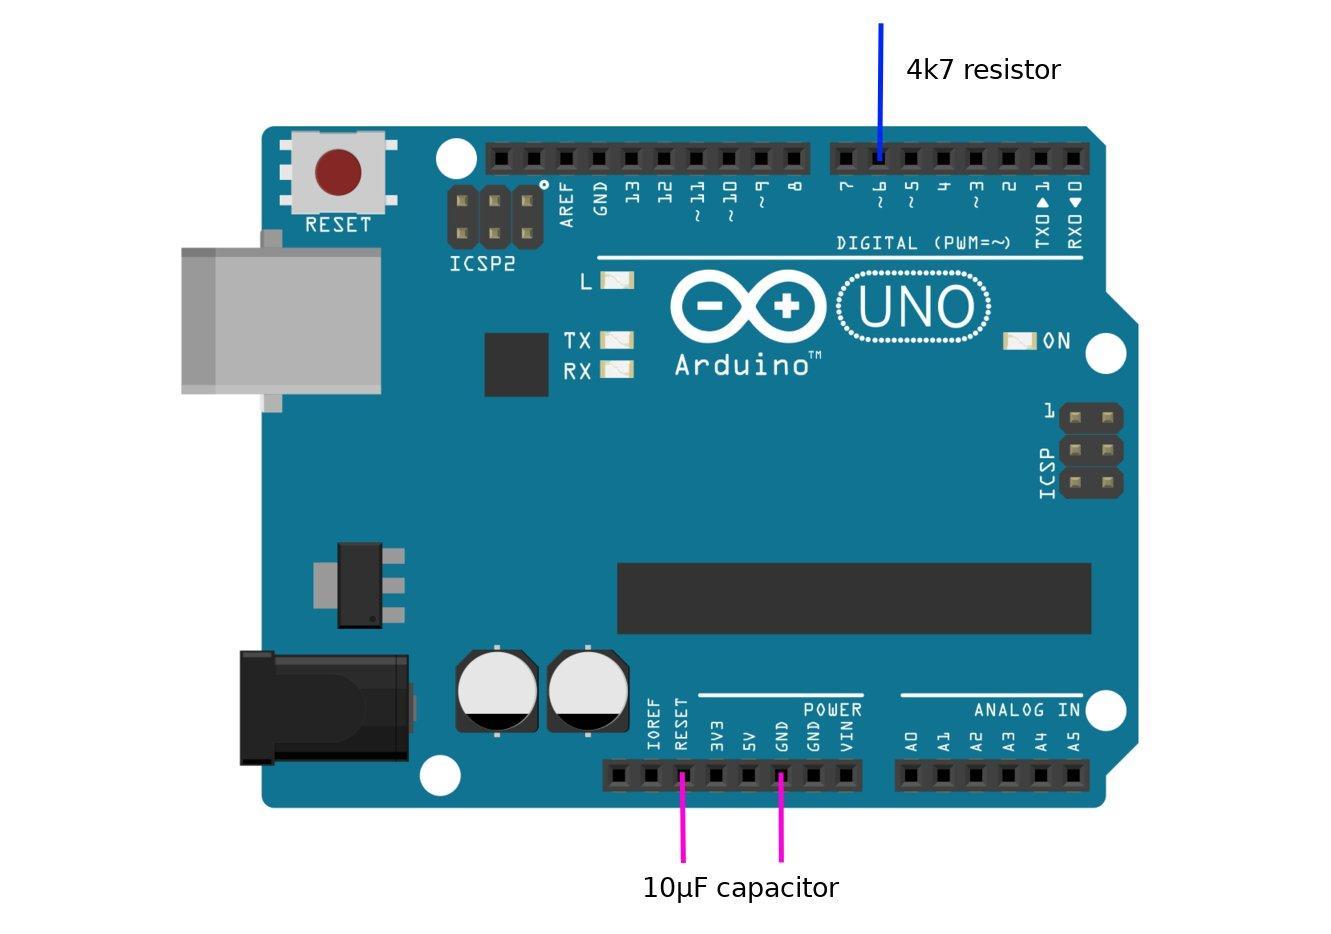 4k7 resistor
RESET
ICSP2
AREF
GND
13
12
~11
~10
~9
8
7
~6
~5
4
~3
2
TX0▶1
RX0◀0
DIGITAL (PWM=~)
L
TX
RX
Arduino™
UNO
ON
1
ICSP
IOREF
RESET
3V3
5V
GND
GND
VIN
POWER
A0
A1
A2
A3
A4
A5
ANALOG IN
10µF capacitor